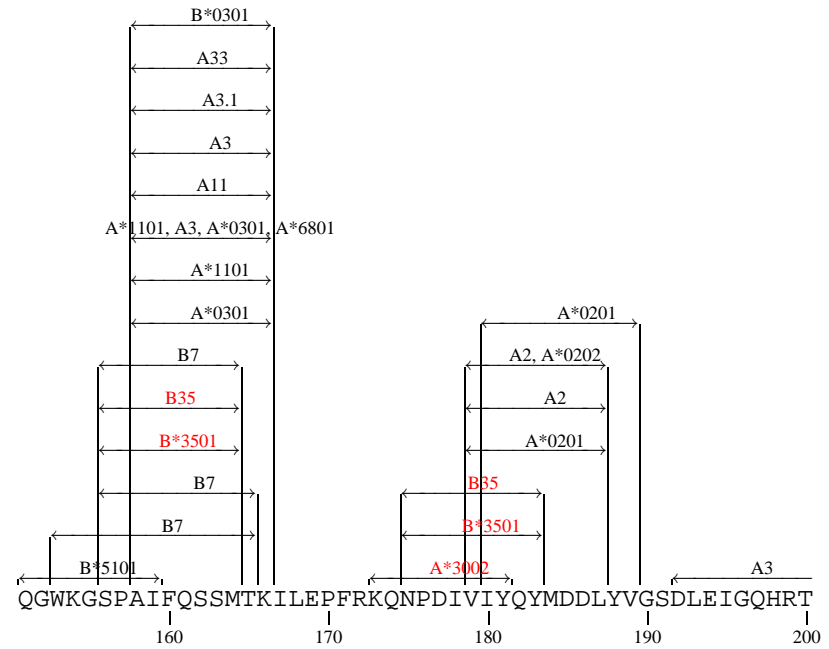 B*0301
A33
A3.1
A3
A11
A*1101, A3, A*0301, A*6801
A*1101
A*0301
A*0201
B7
A2, A*0202
B35
A2
B*3501
A*0201
B7
B35
B7
B*3501
B*5101
A*3002
A3
QGWKGSPAIFQSSMTKILEPFRKQNPDIVIYQYMDDLYVGSDLEIGQHRT
160 170 180 190 200